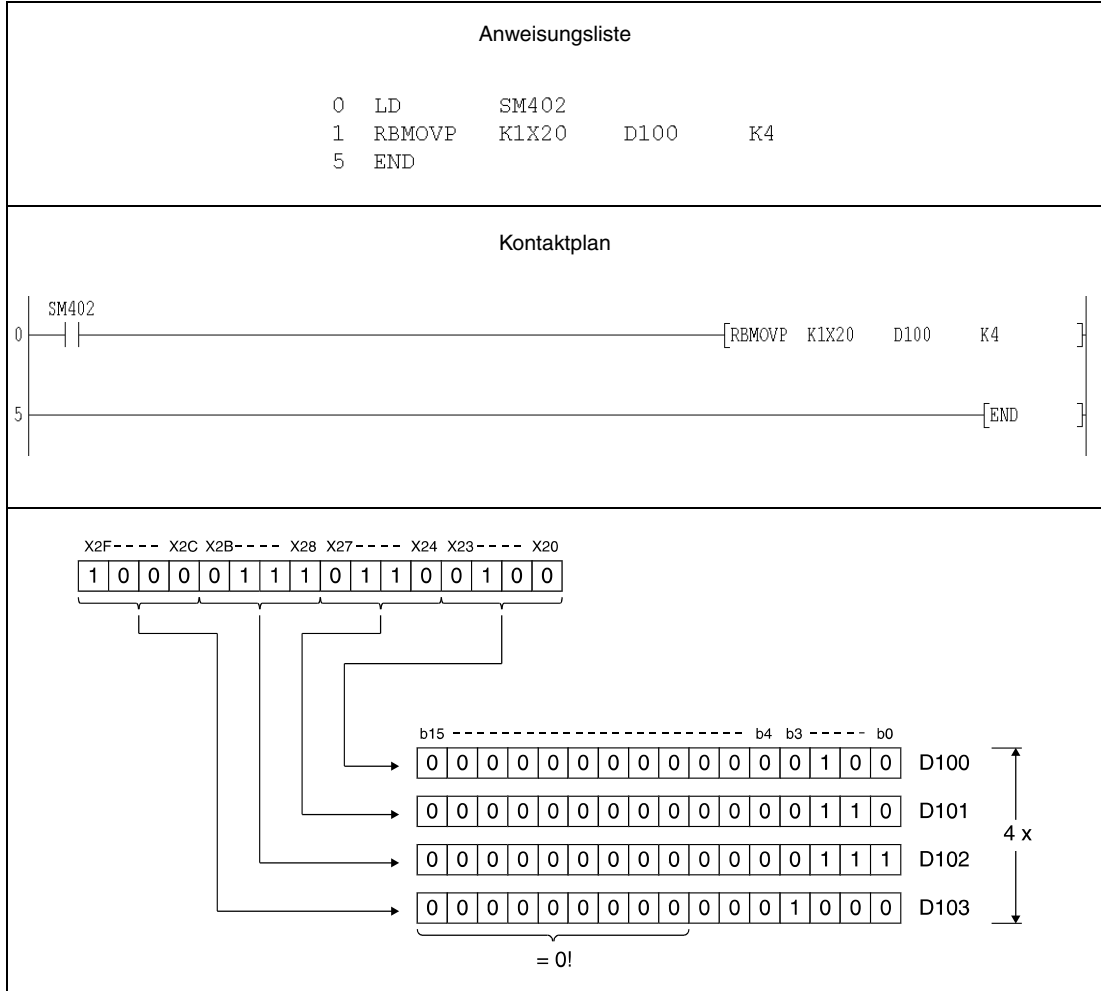 Anweisungsliste
0 LD SM402
1 RBMOVP K1X20 D100 K4
5 END
Kontaktplan
SM402
0 [RBMOVP K1X20 D100 K4 ]
5 [END ]
X2F---- X2C X2B----- X28 X27----- X24 X23----- X20
1 0 0 0 0 1 1 1 0 1 1 0 0 1 0 0
b15 -------------------- b4 b3 ----- b0
0 0 0 0 0 0 0 0 0 0 0 0 0 1 0 0 D100
0 0 0 0 0 0 0 0 0 0 0 0 0 1 1 0 D101
4 x
0 0 0 0 0 0 0 0 0 0 0 0 0 1 1 1 D102
0 0 0 0 0 0 0 0 0 0 0 0 1 0 0 0 D103
= 0!